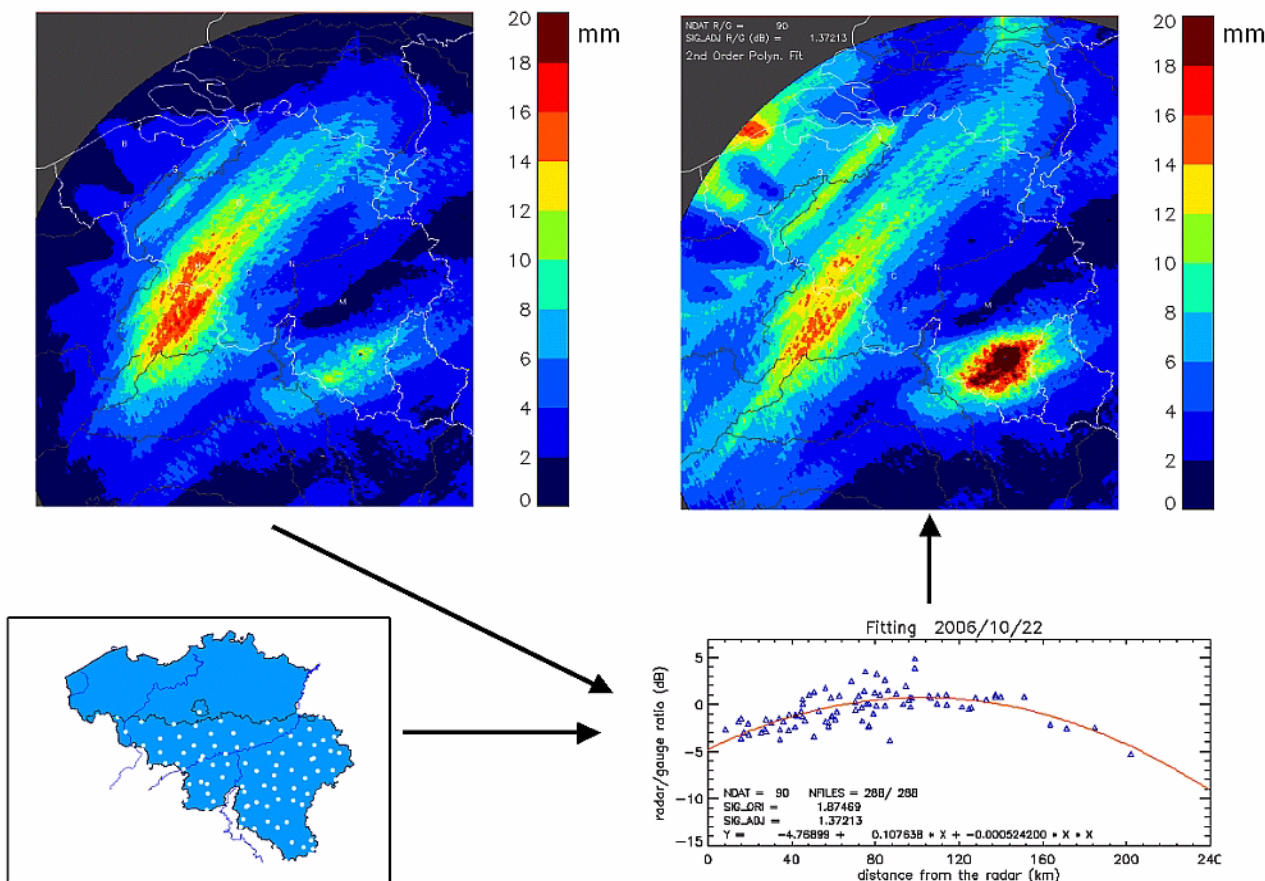 20
18
16
14
12
10
8
6
4
2
0
mm
NDAT R/G = 90
SIG_ADJ R/G (dB) = 1.37213
2nd Order Polyn. Fit
B
A
G
H
L
N
M
C
20
18
16
14
12
10
8
6
4
2
0
mm
H
L
N
C
M
Fitting 2006/10/22
radar/gauge ratio (dB)
5
0
-5
-10
-15
NDAT = 90 NFILES = 288/ 288
SIG_ORI = 1.87469
SIG_ADJ = 1.37213
Y = -4.76899 + 0.107638 * X + -0.000524200 * X * X
0 40 80 120 160 200 240
distance from the radar (km)